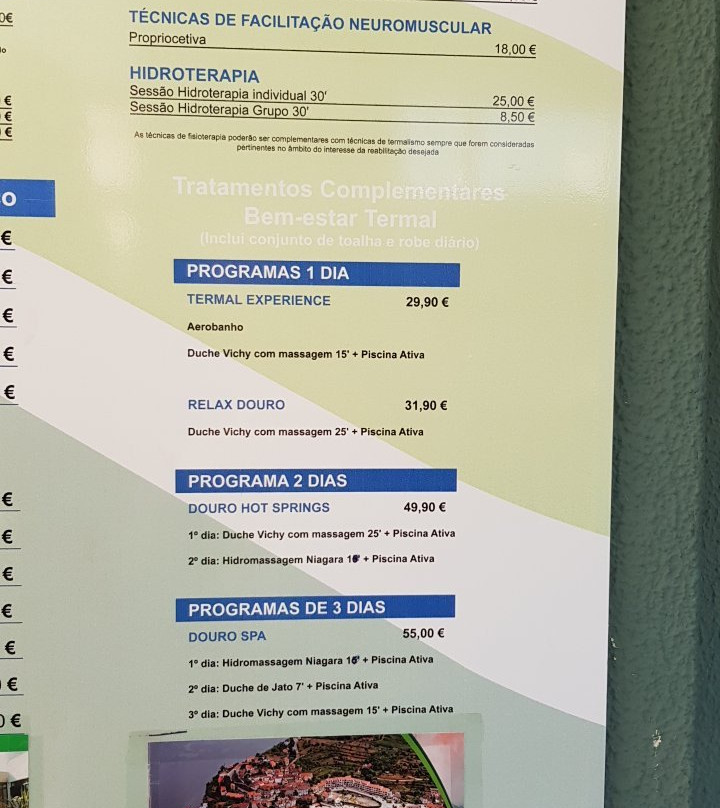 TÉCNICAS DE FACILITAÇÃO NEUROMUSCULAR
Propriocetiva 18,00 €
HIDROTERAPIA
Sessão Hidroterapia individual 30' 25,00 €
Sessão Hidroterapia Grupo 30' 8,50 €
As técnicas de fisioterapia poderão ser complementares com técnicas de termalismo sempre que forem consideradas
pertinentes no âmbito do interesse da reabilitação desejada
Tratamentos Complementares
Bem-estar Termal
(Inclui conjunto de toalha e robe diário)
PROGRAMAS 1 DIA
TERMAL EXPERIENCE 29,90 €
Aerobanho
Duche Vichy com massagem 15' + Piscina Ativa
RELAX DOURO 31,90 €
Duche Vichy com massagem 25' + Piscina Ativa
PROGRAMA 2 DIAS
DOURO HOT SPRINGS 49,90 €
1º dia: Duche Vichy com massagem 25' + Piscina Ativa
2º dia: Hidromassagem Niagara + Piscina Ativa
PROGRAMAS DE 3 DIAS
DOURO SPA 55,00 €
1º dia: Hidromassagem Niagara + Piscina Ativa
2º dia: Duche de Jato 7' + Piscina Ativa
3º dia: Duche Vichy com massagem 15' + Piscina Ativa